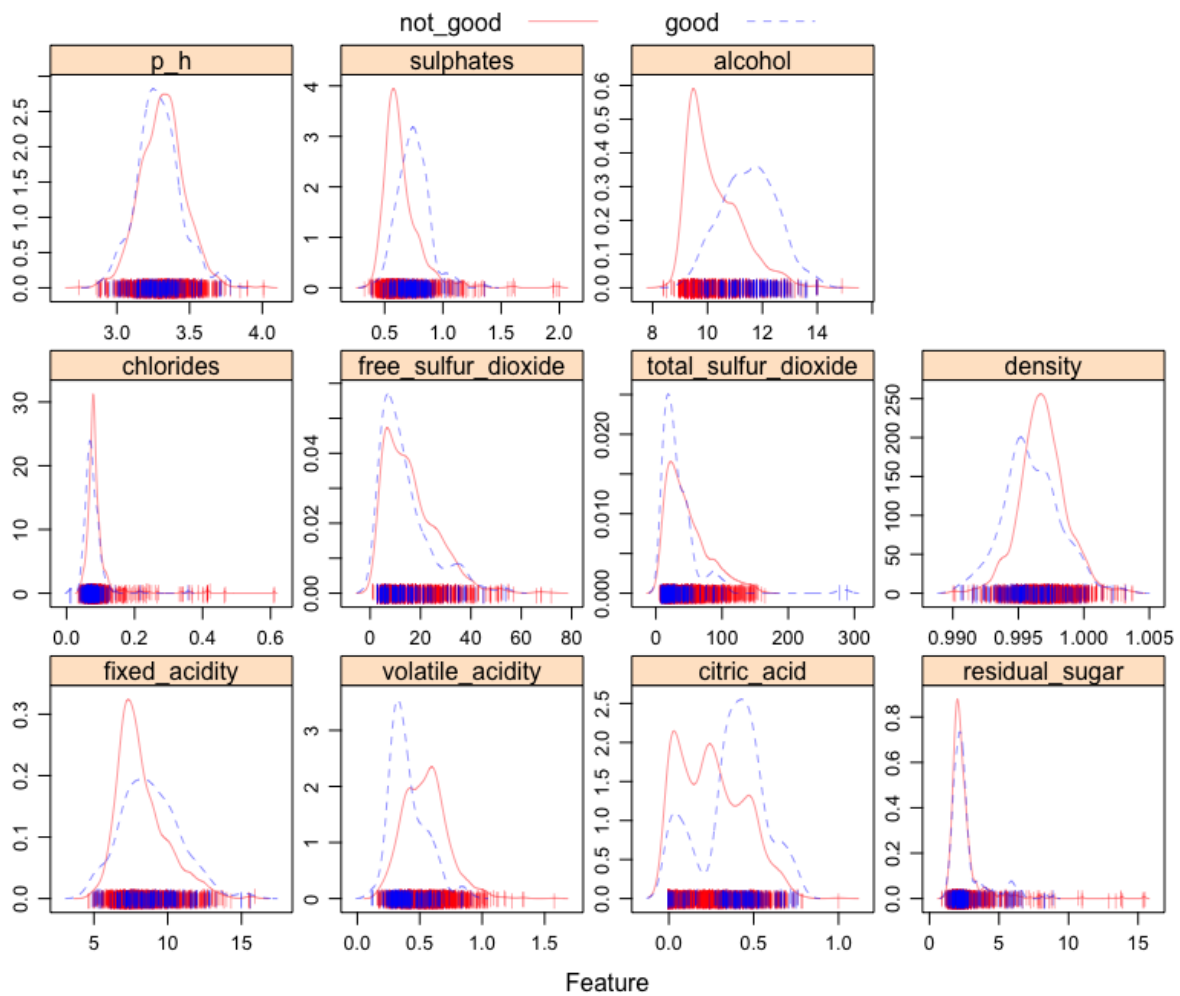 not_good good
p_h sulphates alcohol
0.0 0.5 1.0 1.5 2.0 2.5
3.0 3.5 4.0
0 1 2 3 4
0.5 1.0 1.5 2.0
0.0 0.1 0.2 0.3 0.4 0.5 0.6
8 10 12 14
chlorides free_sulfur_dioxide total_sulfur_dioxide density
0 10 20 30
0.0 0.2 0.4 0.6
0.00 0.02 0.04
0 20 40 60 80
0.000 0.010 0.020
0 100 200 300
0 50 100 150 200 250
0.990 0.995 1.000 1.005
fixed_acidity volatile_acidity citric_acid residual_sugar
0.0 0.1 0.2 0.3
5 10 15
0 1 2 3
0.0 0.5 1.0 1.5
0.0 0.5 1.0 1.5 2.0 2.5
0.0 0.5 1.0
0.0 0.2 0.4 0.6 0.8
0 5 10 15
Feature